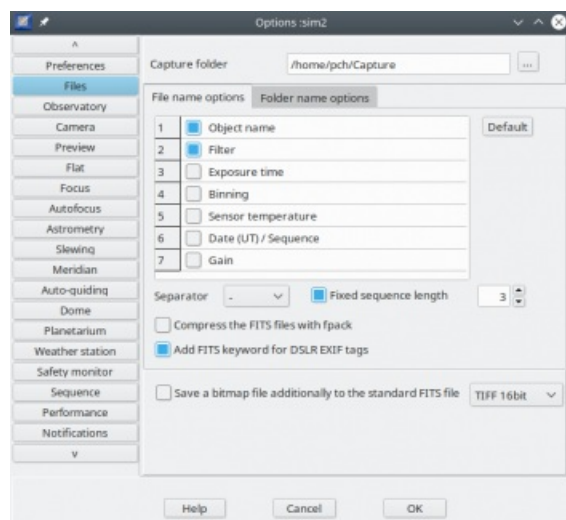 Options :sim2
^
Preferences
Files
Observatory
Camera
Preview
Flat
Focus
Autofocus
Astrometry
Slewing
Meridian
Auto-guiding
Dome
Planetarium
Weather station
Safety monitor
Sequence
Performance
Notifications
v
Capture folder /home/pch/Capture ...
File name options Folder name options
1 Object name
2 Filter
3 Exposure time
4 Binning
5 Sensor temperature
6 Date (UT) / Sequence
7 Gain
Default
Separator - Fixed sequence length 3
Compress the FITS files with fpack
Add FITS keyword for DSLR EXIF tags
Save a bitmap file additionally to the standard FITS file TIFF 16bit
Help Cancel OK